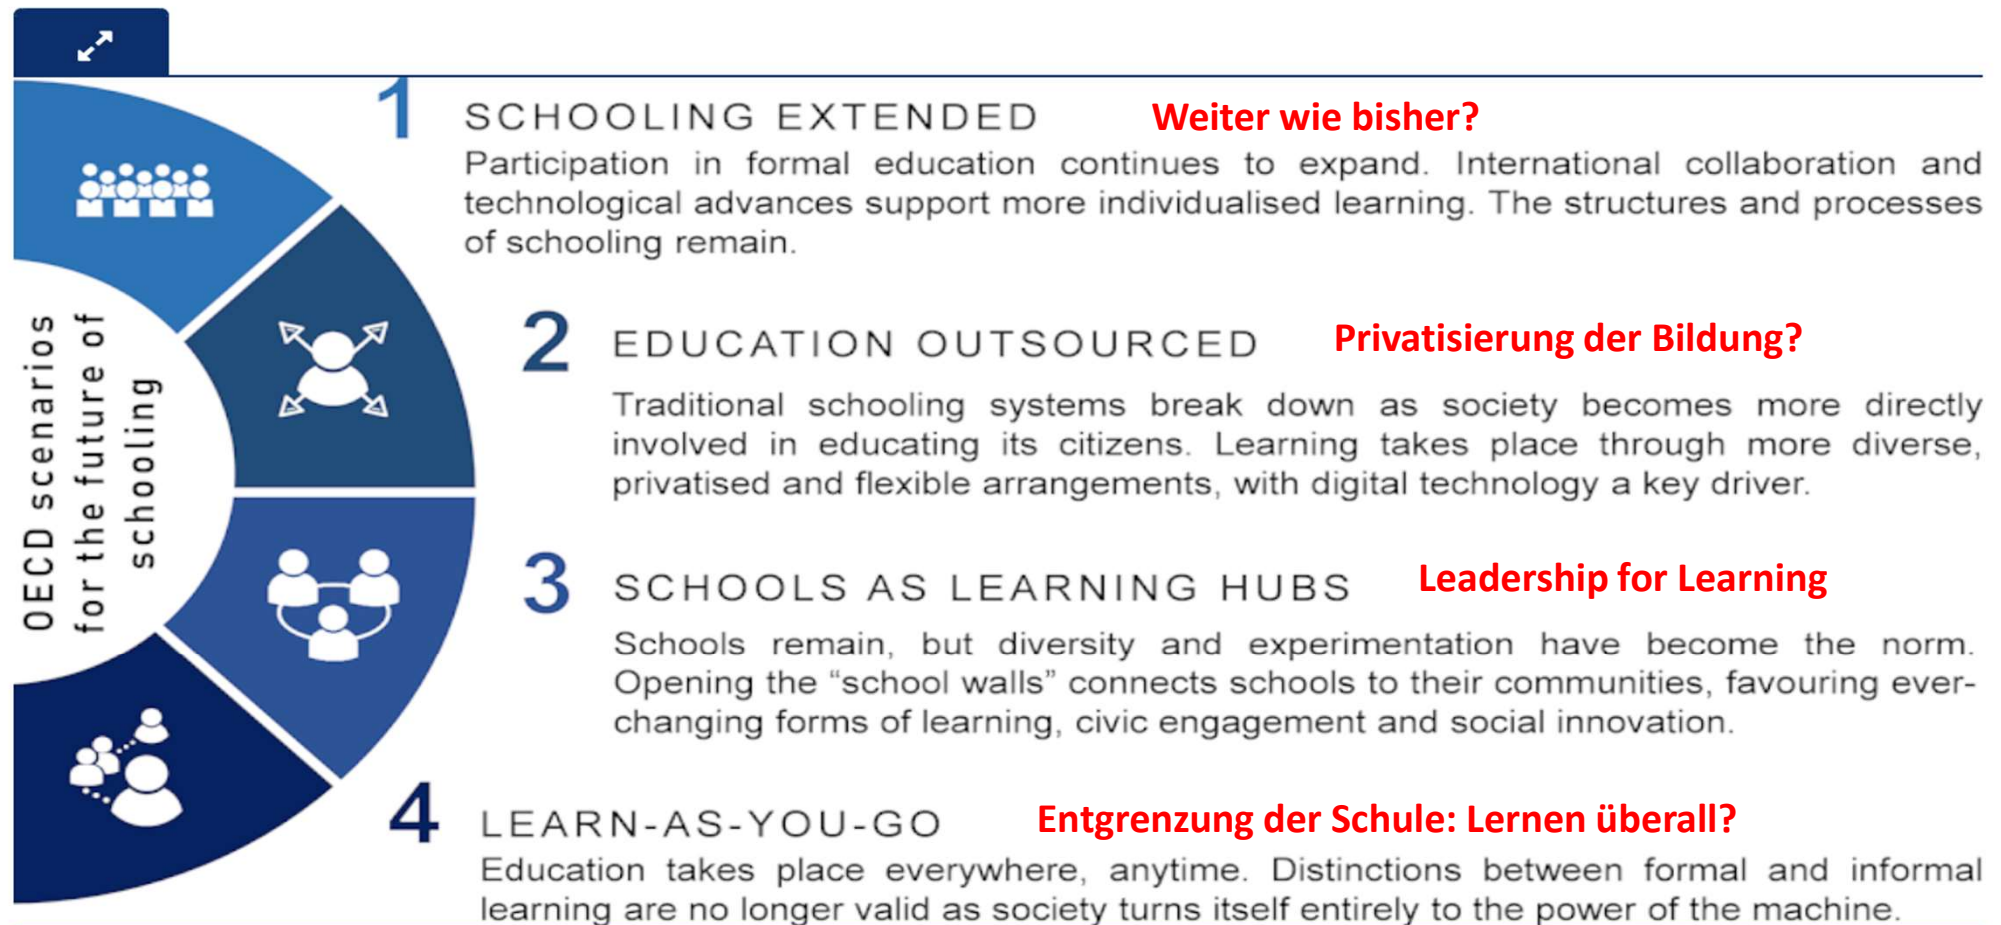 OECD scenarios
for the future of
schooling
1
SCHOOLING EXTENDED
Weiter wie bisher?
Participation in formal education continues to expand. International collaboration and
technological advances support more individualised learning. The structures and processes
of schooling remain.
2
EDUCATION OUTSOURCED
Privatisierung der Bildung?
Traditional schooling systems break down as society becomes more directly
involved in educating its citizens. Learning takes place through more diverse,
privatised and flexible arrangements, with digital technology a key driver.
3
SCHOOLS AS LEARNING HUBS
Leadership for Learning
Schools remain, but diversity and experimentation have become the norm.
Opening the “school walls” connects schools to their communities, favouring ever-
changing forms of learning, civic engagement and social innovation.
4
LEARN-AS-YOU-GO
Entgrenzung der Schule: Lernen überall?
Education takes place everywhere, anytime. Distinctions between formal and informal
learning are no longer valid as society turns itself entirely to the power of the machine.